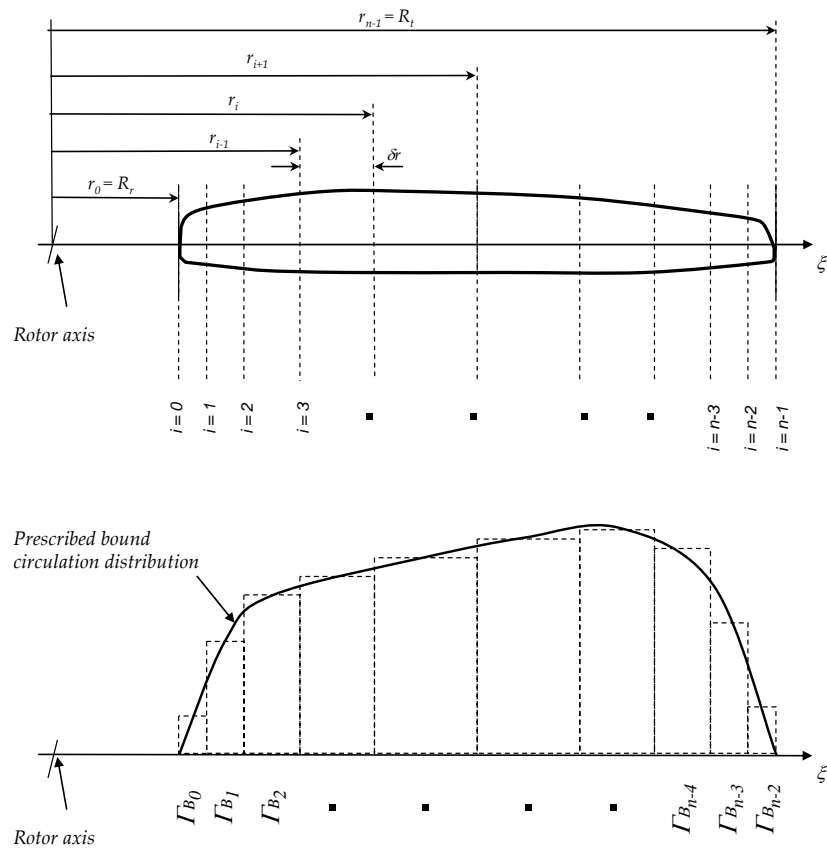 r_{n-1} = R_t
r_{i+1}
r_i
r_{i-1}
δr
r_0 = R_r
ξ
Rotor axis
i = 0
i = 1
i = 2
i = 3
i = n-3
i = n-2
i = n-1
Prescribed bound
circulation distribution
ξ
Γ_{B_0}
Γ_{B_1}
Γ_{B_2}
Γ_{B_{n-4}}
Γ_{B_{n-3}}
Γ_{B_{n-2}}
Rotor axis